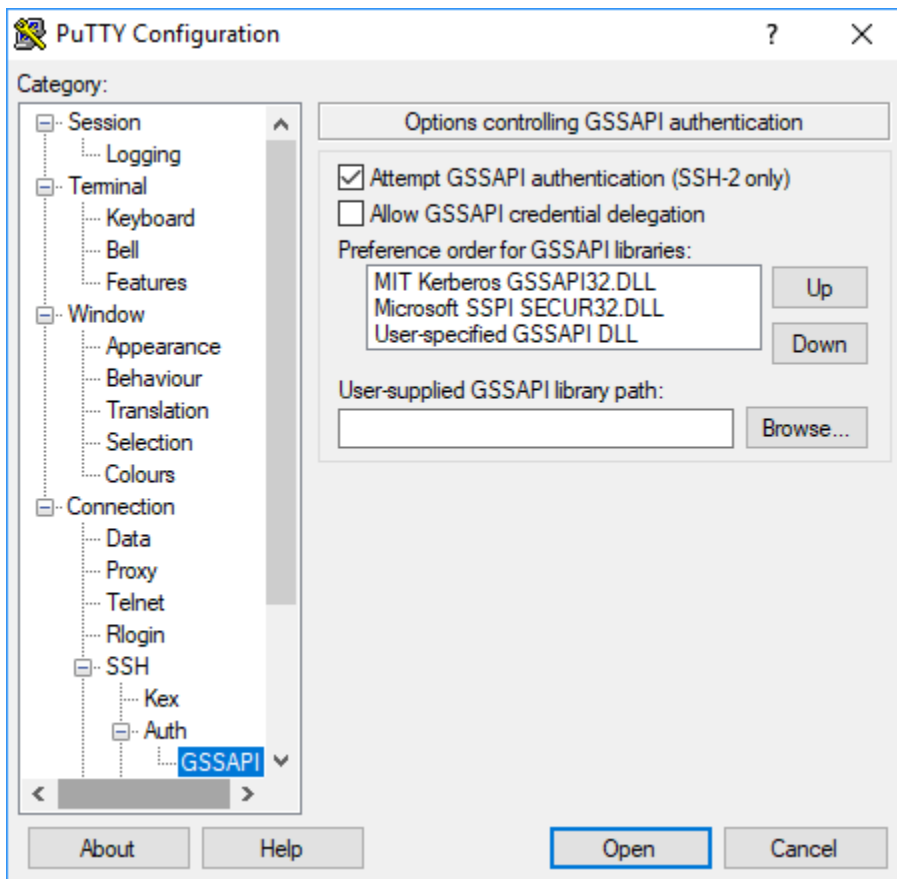 PuTTY Configuration
?
Category:
Session
Logging
Terminal
Keyboard
Bell
Features
Window
Appearance
Behaviour
Translation
Selection
Colours
Connection
Data
Proxy
Telnet
Rlogin
SSH
Kex
Auth
GSSAPI
Options controlling GSSAPI authentication
Attempt GSSAPI authentication (SSH-2 only)
Allow GSSAPI credential delegation
Preference order for GSSAPI libraries:
MIT Kerberos GSSAPI32.DLL
Microsoft SSPI SECUR32.DLL
User-specified GSSAPI DLL
Up
Down
User-supplied GSSAPI library path:
Browse...
About
Help
Open
Cancel